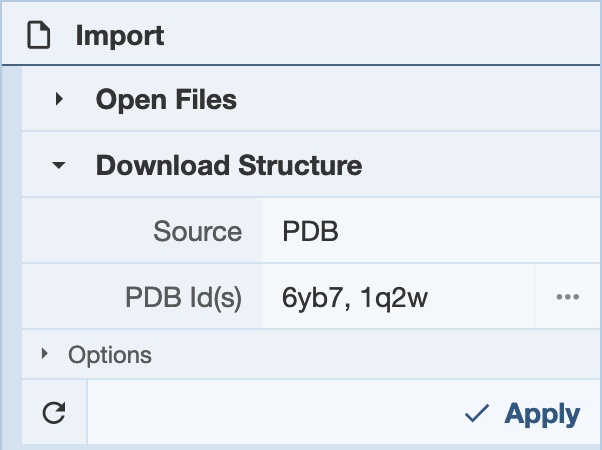 Import
Open Files
Download Structure
Source PDB
PDB Id(s) 6yb7, 1q2w ...
Options
Apply